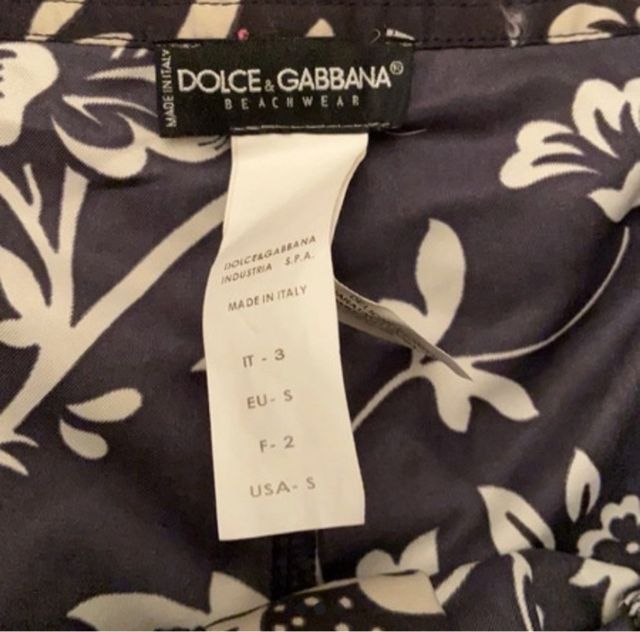 MADE IN ITALY
DOLCE & GABBANA®
BEACHWEAR
DOLCE&GABBANA
INDUSTRIA S.P.A.
MADE IN ITALY
IT - 3
EU- S
F- 2
USA- S